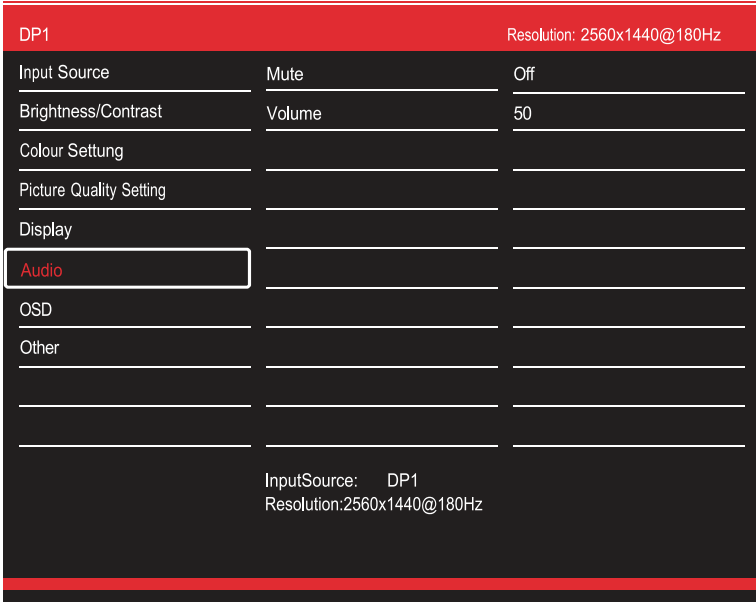 DP1 Resolution: 2560x1440@180Hz
Input Source Mute Off
Brightness/Contrast Volume 50
Colour Settung
Picture Quality Setting
Display
Audio
OSD
Other
InputSource: DP1
Resolution:2560x1440@180Hz